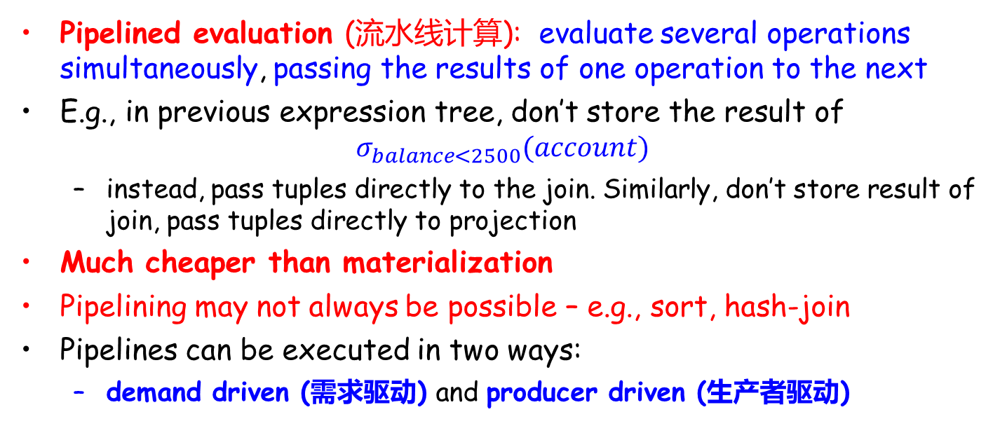 • Pipelined evaluation (流水线计算): evaluate several operations
simultaneously, passing the results of one operation to the next
• E.g., in previous expression tree, don’t store the result of
σ_{balance<2500}(account)
– instead, pass tuples directly to the join. Similarly, don’t store result of
join, pass tuples directly to projection
• Much cheaper than materialization
• Pipelining may not always be possible – e.g., sort, hash-join
• Pipelines can be executed in two ways:
– demand driven (需求驱动) and producer driven (生产者驱动)